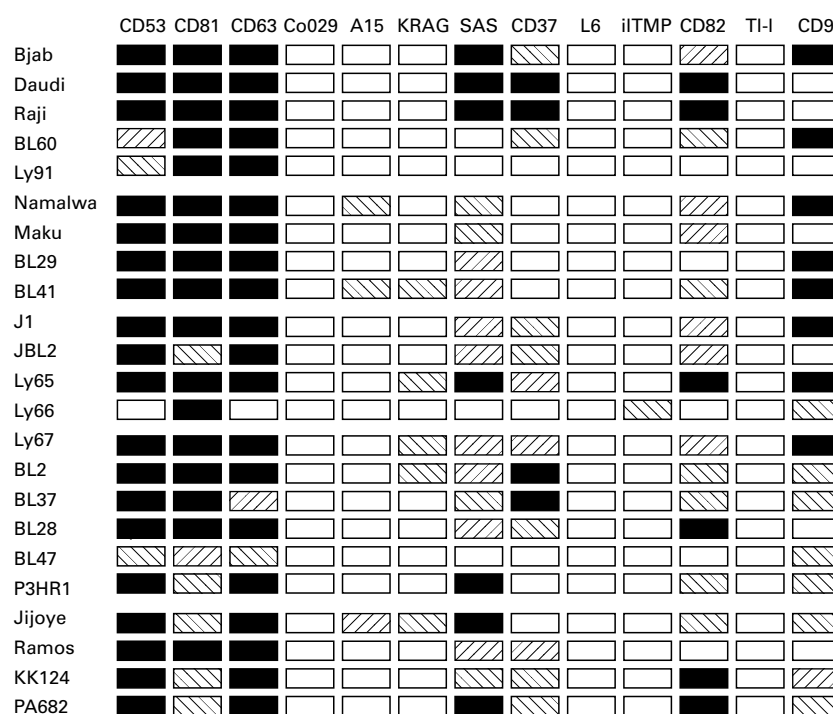 CD53 CD81 CD63 Co029 A15 KRAG SAS CD37 L6 iITMP CD82 TI-I CD9
Bjab
Daudi
Raji
BL60
Ly91
Namalwa
Maku
BL29
BL41
J1
JBL2
Ly65
Ly66
Ly67
BL2
BL37
BL28
BL47
P3HR1
Jijoye
Ramos
KK124
PA682